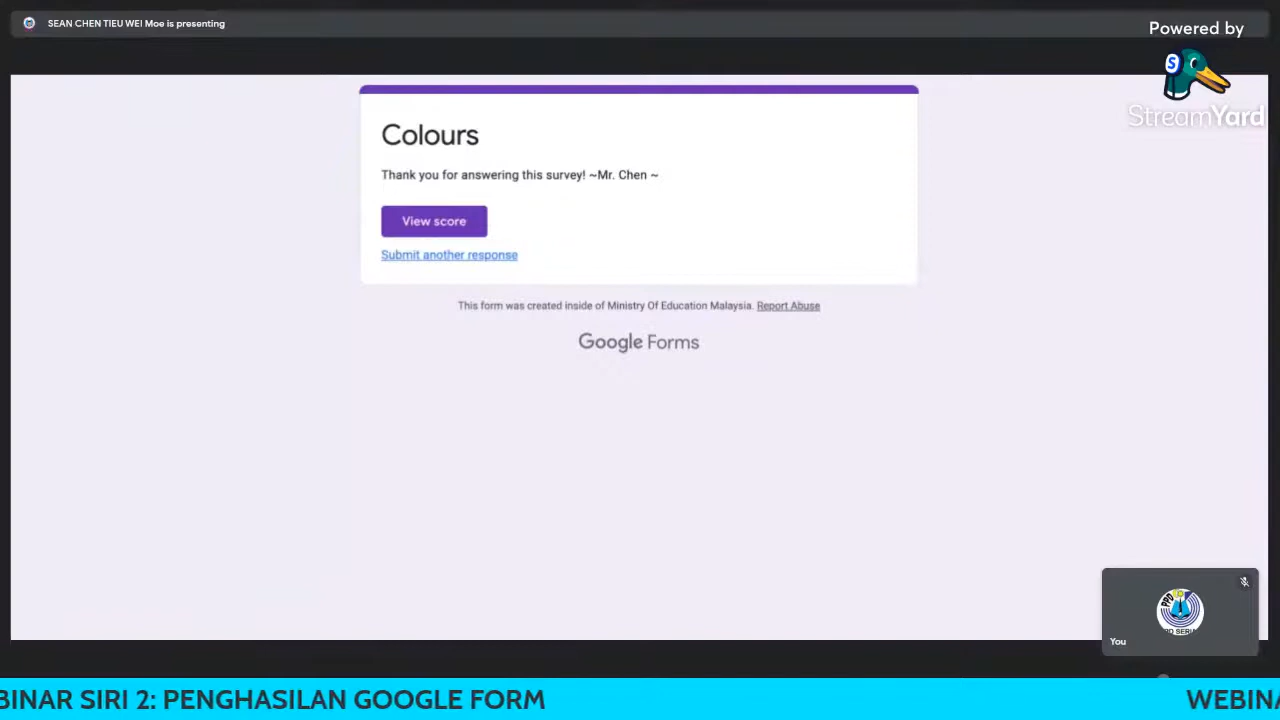 SEAN CHEN TIEU WEI Moe is presenting
Powered by
S
StreamYard
Colours
Thank you for answering this survey! ~Mr. Chen ~
View score
Submit another response
This form was created inside of Ministry Of Education Malaysia. Report Abuse
Google Forms
PPD
You
BINAR SIRI 2: PENGHASILAN GOOGLE FORM
WEBINA